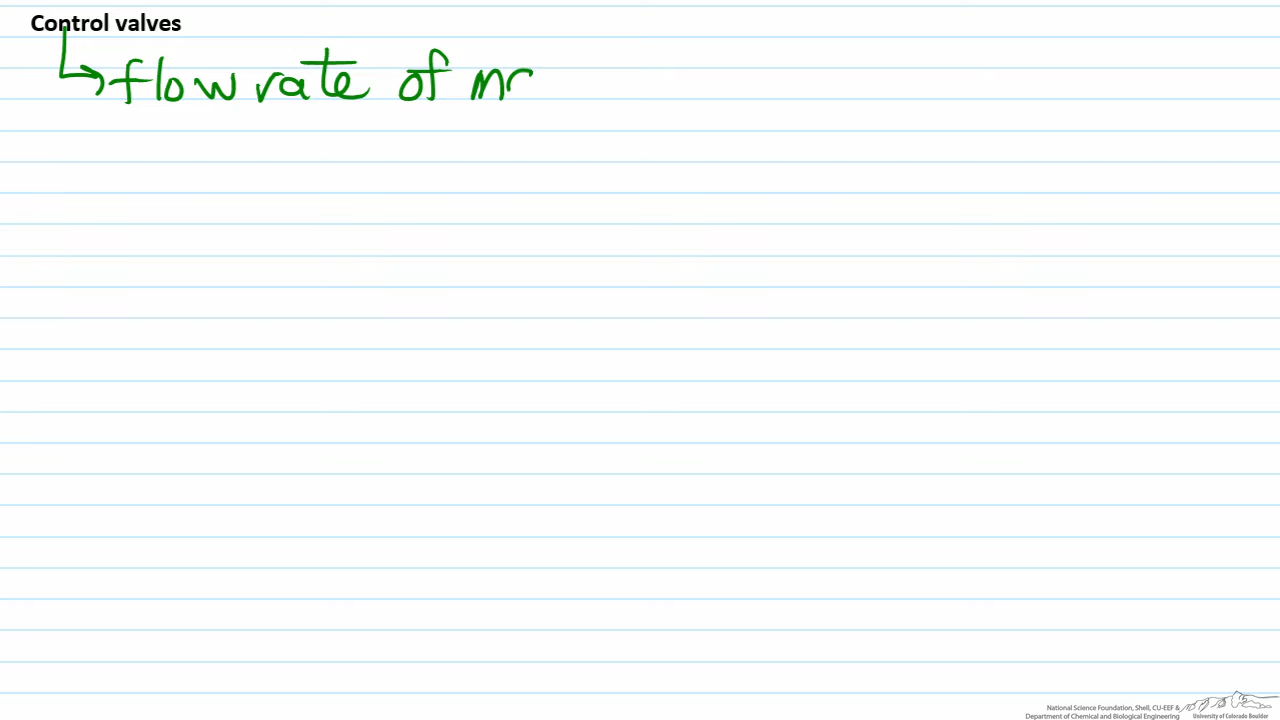 Control valves
flow rate of
National Science Foundation, Shell, CU-EEF &
Department of Chemical and Biological Engineering
University of Colorado Boulder